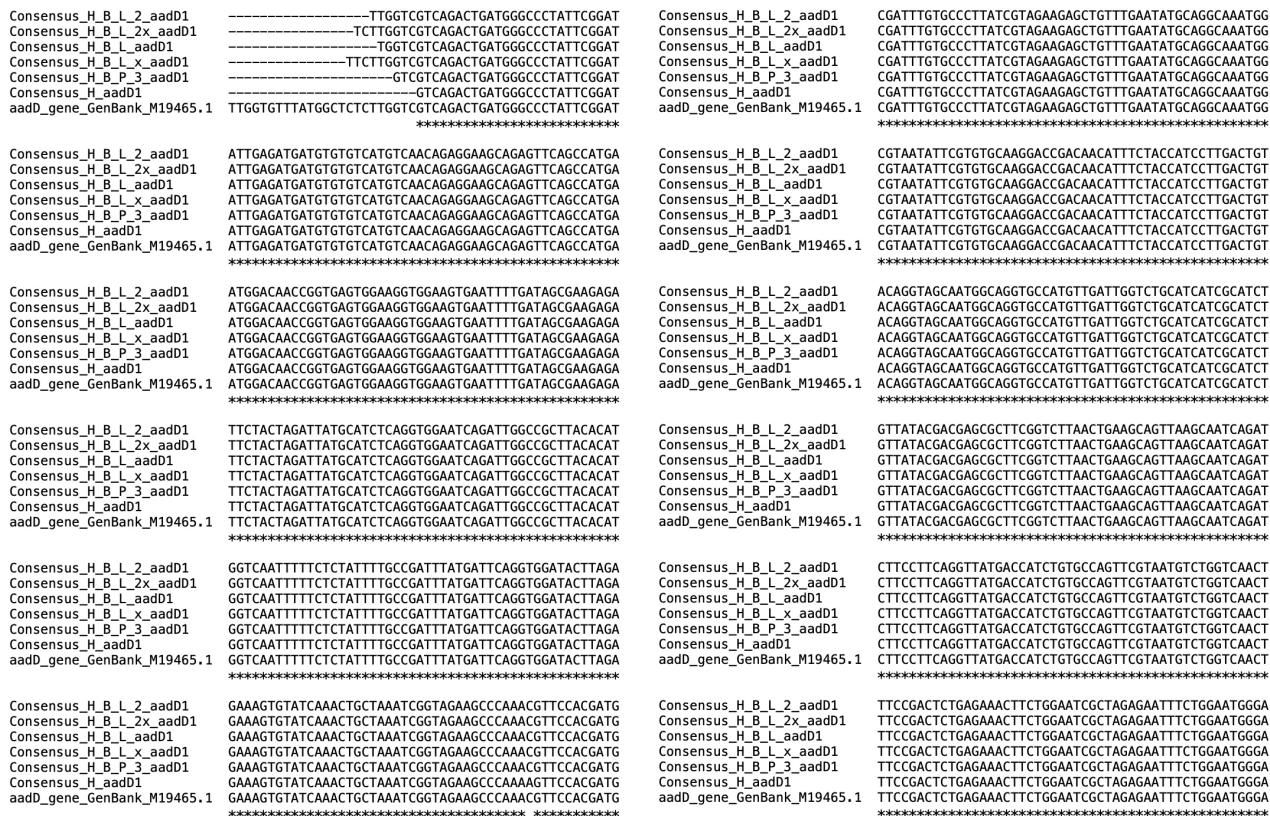 Consensus_H_B_L_2_aadD1 ------------------TTGGTCGTCAGACTGATGGGCCCTATTCGGAT
Consensus_H_B_L_2x_aadD1 ----------------TCTTGGTCGTCAGACTGATGGGCCCTATTCGGAT
Consensus_H_B_L_aadD1 -------------------TGGTCGTCAGACTGATGGGCCCTATTCGGAT
Consensus_H_B_L_x_aadD1 ---------------TTCTTGGTCGTCAGACTGATGGGCCCTATTCGGAT
Consensus_H_B_P_3_aadD1 ---------------------GTCGTCAGACTGATGGGCCCTATTCGGAT
Consensus_H_aadD1 ------------------------GTCAGACTGATGGGCCCTATTCGGAT
aadD_gene_GenBank_M19465.1 TTGGTGTTTATGGCTCTCTTGGTCGTCAGACTGATGGGCCCTATTCGGAT
**************************
Consensus_H_B_L_2_aadD1 ATTGAGATGATGTGTGTCATGTCAACAGAGGAAGCAGAGTTCAGCCATGA
Consensus_H_B_L_2x_aadD1 ATTGAGATGATGTGTGTCATGTCAACAGAGGAAGCAGAGTTCAGCCATGA
Consensus_H_B_L_aadD1 ATTGAGATGATGTGTGTCATGTCAACAGAGGAAGCAGAGTTCAGCCATGA
Consensus_H_B_L_x_aadD1 ATTGAGATGATGTGTGTCATGTCAACAGAGGAAGCAGAGTTCAGCCATGA
Consensus_H_B_P_3_aadD1 ATTGAGATGATGTGTGTCATGTCAACAGAGGAAGCAGAGTTCAGCCATGA
Consensus_H_aadD1 ATTGAGATGATGTGTGTCATGTCAACAGAGGAAGCAGAGTTCAGCCATGA
aadD_gene_GenBank_M19465.1 ATTGAGATGATGTGTGTCATGTCAACAGAGGAAGCAGAGTTCAGCCATGA
**************************************************
Consensus_H_B_L_2_aadD1 ATGGACAACCGGTGAGTGGAAGGTGGAAGTGAATTTTGATAGCGAAGAGA
Consensus_H_B_L_2x_aadD1 ATGGACAACCGGTGAGTGGAAGGTGGAAGTGAATTTTGATAGCGAAGAGA
Consensus_H_B_L_aadD1 ATGGACAACCGGTGAGTGGAAGGTGGAAGTGAATTTTGATAGCGAAGAGA
Consensus_H_B_L_x_aadD1 ATGGACAACCGGTGAGTGGAAGGTGGAAGTGAATTTTGATAGCGAAGAGA
Consensus_H_B_P_3_aadD1 ATGGACAACCGGTGAGTGGAAGGTGGAAGTGAATTTTGATAGCGAAGAGA
Consensus_H_aadD1 ATGGACAACCGGTGAGTGGAAGGTGGAAGTGAATTTTGATAGCGAAGAGA
aadD_gene_GenBank_M19465.1 ATGGACAACCGGTGAGTGGAAGGTGGAAGTGAATTTTGATAGCGAAGAGA
**************************************************
Consensus_H_B_L_2_aadD1 TTCTACTAGATTATGCATCTCAGGTGGAATCAGATTGGCCGCTTACACAT
Consensus_H_B_L_2x_aadD1 TTCTACTAGATTATGCATCTCAGGTGGAATCAGATTGGCCGCTTACACAT
Consensus_H_B_L_aadD1 TTCTACTAGATTATGCATCTCAGGTGGAATCAGATTGGCCGCTTACACAT
Consensus_H_B_L_x_aadD1 TTCTACTAGATTATGCATCTCAGGTGGAATCAGATTGGCCGCTTACACAT
Consensus_H_B_P_3_aadD1 TTCTACTAGATTATGCATCTCAGGTGGAATCAGATTGGCCGCTTACACAT
Consensus_H_aadD1 TTCTACTAGATTATGCATCTCAGGTGGAATCAGATTGGCCGCTTACACAT
aadD_gene_GenBank_M19465.1 TTCTACTAGATTATGCATCTCAGGTGGAATCAGATTGGCCGCTTACACAT
**************************************************
Consensus_H_B_L_2_aadD1 GGTCAATTTTTCTCTATTTTGCCGATTTATGATTCAGGTGGATACTTAGA
Consensus_H_B_L_2x_aadD1 GGTCAATTTTTCTCTATTTTGCCGATTTATGATTCAGGTGGATACTTAGA
Consensus_H_B_L_aadD1 GGTCAATTTTTCTCTATTTTGCCGATTTATGATTCAGGTGGATACTTAGA
Consensus_H_B_L_x_aadD1 GGTCAATTTTTCTCTATTTTGCCGATTTATGATTCAGGTGGATACTTAGA
Consensus_H_B_P_3_aadD1 GGTCAATTTTTCTCTATTTTGCCGATTTATGATTCAGGTGGATACTTAGA
Consensus_H_aadD1 GGTCAATTTTTCTCTATTTTGCCGATTTATGATTCAGGTGGATACTTAGA
aadD_gene_GenBank_M19465.1 GGTCAATTTTTCTCTATTTTGCCGATTTATGATTCAGGTGGATACTTAGA
**************************************************
Consensus_H_B_L_2_aadD1 GAAAGTGTATCAAACTGCTAAATCGGTAGAAGCCCAAACGTTCCACGATG
Consensus_H_B_L_2x_aadD1 GAAAGTGTATCAAACTGCTAAATCGGTAGAAGCCCAAACGTTCCACGATG
Consensus_H_B_L_aadD1 GAAAGTGTATCAAACTGCTAAATCGGTAGAAGCCCAAACGTTCCACGATG
Consensus_H_B_L_x_aadD1 GAAAGTGTATCAAACTGCTAAATCGGTAGAAGCCCAAACGTTCCACGATG
Consensus_H_B_P_3_aadD1 GAAAGTGTATCAAACTGCTAAATCGGTAGAAGCCCAAACGTTCCACGATG
Consensus_H_aadD1 GAAAGTGTATCAAACTGCTAAATCGGTAGAAGCCCAAAAGTTCCACGATG
aadD_gene_GenBank_M19465.1 GAAAGTGTATCAAACTGCTAAATCGGTAGAAGCCCAAACGTTCCACGATG
************************************** ***********
Consensus_H_B_L_2_aadD1 CGATTTGTGCCCTTATCGTAGAAGAGCTGTTTGAATATGCAGGCAAATGG
Consensus_H_B_L_2x_aadD1 CGATTTGTGCCCTTATCGTAGAAGAGCTGTTTGAATATGCAGGCAAATGG
Consensus_H_B_L_aadD1 CGATTTGTGCCCTTATCGTAGAAGAGCTGTTTGAATATGCAGGCAAATGG
Consensus_H_B_L_x_aadD1 CGATTTGTGCCCTTATCGTAGAAGAGCTGTTTGAATATGCAGGCAAATGG
Consensus_H_B_P_3_aadD1 CGATTTGTGCCCTTATCGTAGAAGAGCTGTTTGAATATGCAGGCAAATGG
Consensus_H_aadD1 CGATTTGTGCCCTTATCGTAGAAGAGCTGTTTGAATATGCAGGCAAATGG
aadD_gene_GenBank_M19465.1 CGATTTGTGCCCTTATCGTAGAAGAGCTGTTTGAATATGCAGGCAAATGG
**************************************************
Consensus_H_B_L_2_aadD1 CGTAATATTCGTGTGCAAGGACCGACAACATTTCTACCATCCTTGACTGT
Consensus_H_B_L_2x_aadD1 CGTAATATTCGTGTGCAAGGACCGACAACATTTCTACCATCCTTGACTGT
Consensus_H_B_L_aadD1 CGTAATATTCGTGTGCAAGGACCGACAACATTTCTACCATCCTTGACTGT
Consensus_H_B_L_x_aadD1 CGTAATATTCGTGTGCAAGGACCGACAACATTTCTACCATCCTTGACTGT
Consensus_H_B_P_3_aadD1 CGTAATATTCGTGTGCAAGGACCGACAACATTTCTACCATCCTTGACTGT
Consensus_H_aadD1 CGTAATATTCGTGTGCAAGGACCGACAACATTTCTACCATCCTTGACTGT
aadD_gene_GenBank_M19465.1 CGTAATATTCGTGTGCAAGGACCGACAACATTTCTACCATCCTTGACTGT
**************************************************
Consensus_H_B_L_2_aadD1 ACAGGTAGCAATGGCAGGTGCCATGTTGATTGGTCTGCATCATCGCATCT
Consensus_H_B_L_2x_aadD1 ACAGGTAGCAATGGCAGGTGCCATGTTGATTGGTCTGCATCATCGCATCT
Consensus_H_B_L_aadD1 ACAGGTAGCAATGGCAGGTGCCATGTTGATTGGTCTGCATCATCGCATCT
Consensus_H_B_L_x_aadD1 ACAGGTAGCAATGGCAGGTGCCATGTTGATTGGTCTGCATCATCGCATCT
Consensus_H_B_P_3_aadD1 ACAGGTAGCAATGGCAGGTGCCATGTTGATTGGTCTGCATCATCGCATCT
Consensus_H_aadD1 ACAGGTAGCAATGGCAGGTGCCATGTTGATTGGTCTGCATCATCGCATCT
aadD_gene_GenBank_M19465.1 ACAGGTAGCAATGGCAGGTGCCATGTTGATTGGTCTGCATCATCGCATCT
**************************************************
Consensus_H_B_L_2_aadD1 GTTATACGACGAGCGCTTCGGTCTTAACTGAAGCAGTTAAGCAATCAGAT
Consensus_H_B_L_2x_aadD1 GTTATACGACGAGCGCTTCGGTCTTAACTGAAGCAGTTAAGCAATCAGAT
Consensus_H_B_L_aadD1 GTTATACGACGAGCGCTTCGGTCTTAACTGAAGCAGTTAAGCAATCAGAT
Consensus_H_B_L_x_aadD1 GTTATACGACGAGCGCTTCGGTCTTAACTGAAGCAGTTAAGCAATCAGAT
Consensus_H_B_P_3_aadD1 GTTATACGACGAGCGCTTCGGTCTTAACTGAAGCAGTTAAGCAATCAGAT
Consensus_H_aadD1 GTTATACGACGAGCGCTTCGGTCTTAACTGAAGCAGTTAAGCAATCAGAT
aadD_gene_GenBank_M19465.1 GTTATACGACGAGCGCTTCGGTCTTAACTGAAGCAGTTAAGCAATCAGAT
**************************************************
Consensus_H_B_L_2_aadD1 CTTCCTTCAGGTTATGACCATCTGTGCCAGTTCGTAATGTCTGGTCAACT
Consensus_H_B_L_2x_aadD1 CTTCCTTCAGGTTATGACCATCTGTGCCAGTTCGTAATGTCTGGTCAACT
Consensus_H_B_L_aadD1 CTTCCTTCAGGTTATGACCATCTGTGCCAGTTCGTAATGTCTGGTCAACT
Consensus_H_B_L_x_aadD1 CTTCCTTCAGGTTATGACCATCTGTGCCAGTTCGTAATGTCTGGTCAACT
Consensus_H_B_P_3_aadD1 CTTCCTTCAGGTTATGACCATCTGTGCCAGTTCGTAATGTCTGGTCAACT
Consensus_H_aadD1 CTTCCTTCAGGTTATGACCATCTGTGCCAGTTCGTAATGTCTGGTCAACT
aadD_gene_GenBank_M19465.1 CTTCCTTCAGGTTATGACCATCTGTGCCAGTTCGTAATGTCTGGTCAACT
**************************************************
Consensus_H_B_L_2_aadD1 TTCCGACTCTGAGAAACTTCTGGAATCGCTAGAGAATTTCTGGAATGGGA
Consensus_H_B_L_2x_aadD1 TTCCGACTCTGAGAAACTTCTGGAATCGCTAGAGAATTTCTGGAATGGGA
Consensus_H_B_L_aadD1 TTCCGACTCTGAGAAACTTCTGGAATCGCTAGAGAATTTCTGGAATGGGA
Consensus_H_B_L_x_aadD1 TTCCGACTCTGAGAAACTTCTGGAATCGCTAGAGAATTTCTGGAATGGGA
Consensus_H_B_P_3_aadD1 TTCCGACTCTGAGAAACTTCTGGAATCGCTAGAGAATTTCTGGAATGGGA
Consensus_H_aadD1 TTCCGACTCTGAGAAACTTCTGGAATCGCTAGAGAATTTCTGGAATGGGA
aadD_gene_GenBank_M19465.1 TTCCGACTCTGAGAAACTTCTGGAATCGCTAGAGAATTTCTGGAATGGGA
**************************************************